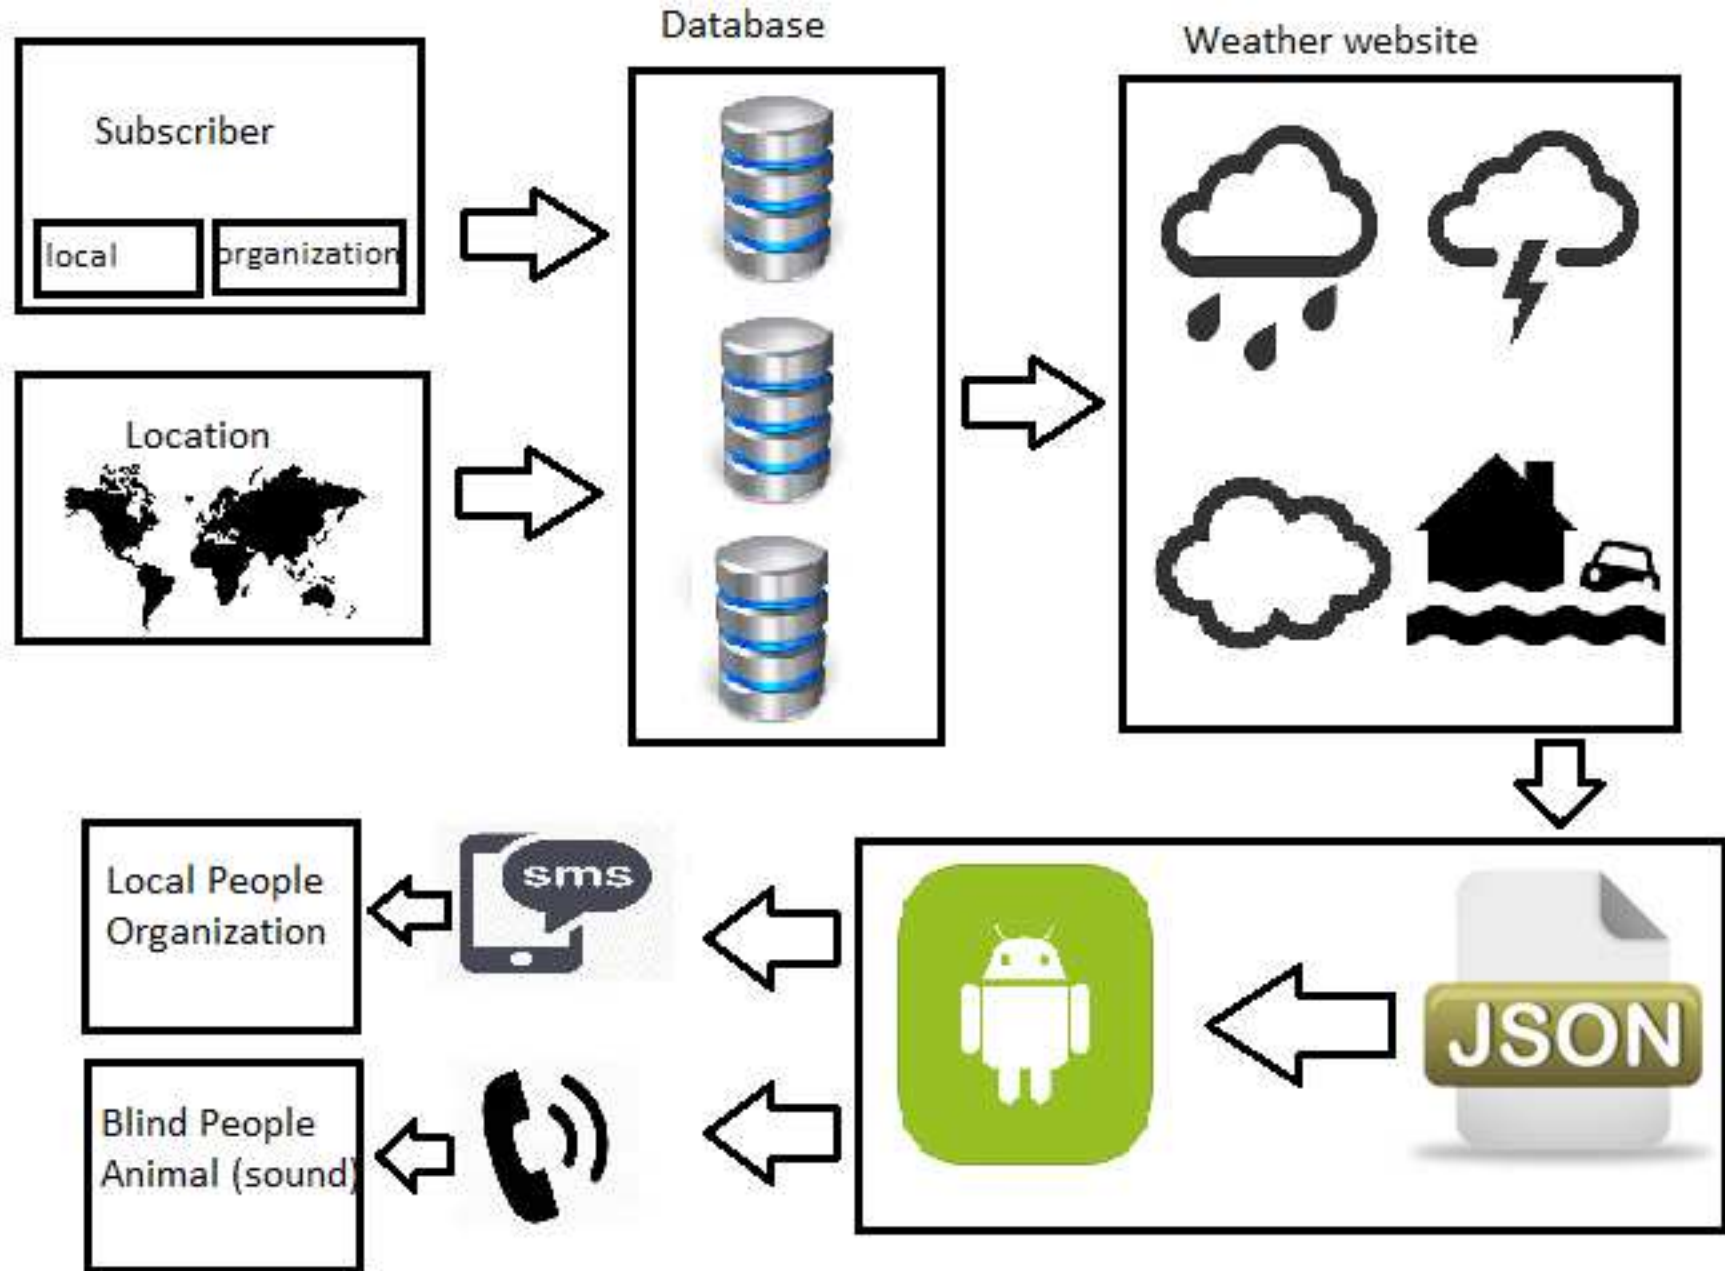 Database
Weather website
Subscriber
local
organization
Location
Local People
Organization
sms
JSON
Blind People
Animal (sound)